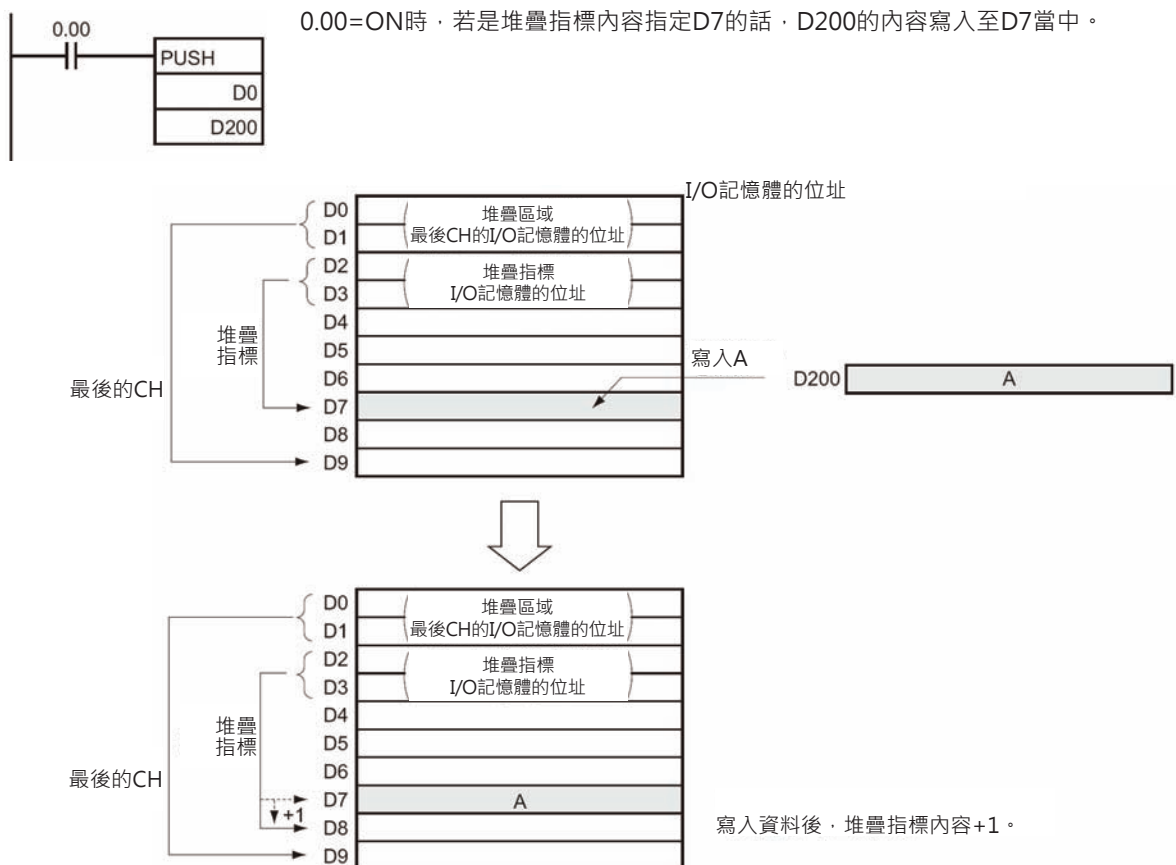 0.00=ON時，若是堆疊指標內容指定D7的話，D200的內容寫入至D7當中。
0.00
PUSH
D0
D200
I/O記憶體的位址
D0
堆疊區域
D1
最後CH的I/O記憶體的位址
D2
堆疊指標
D3
I/O記憶體的位址
D4
堆疊
指標
D5
寫入A
D6
最後的CH
D200
A
D7
D8
D9
D0
堆疊區域
D1
最後CH的I/O記憶體的位址
D2
堆疊指標
D3
I/O記憶體的位址
D4
堆疊
指標
D5
D6
最後的CH
D7
A
+1
D8
寫入資料後，堆疊指標內容+1。
D9